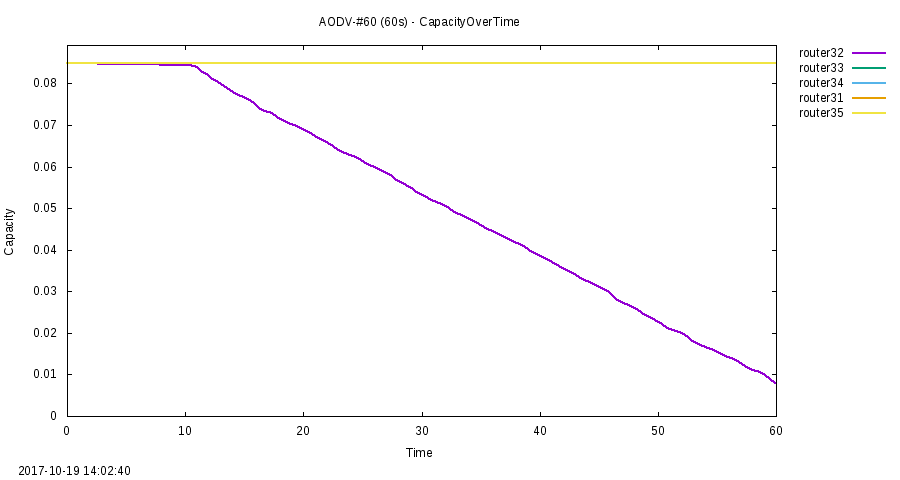 AODV-#60 (60s) - CapacityOverTime
router32
router33
router34
router31
router35
0.08
0.07
0.06
0.05
0.04
0.03
0.02
0.01
0
Capacity
0 10 20 30 40 50 60
Time
2017-10-19 14:02:40